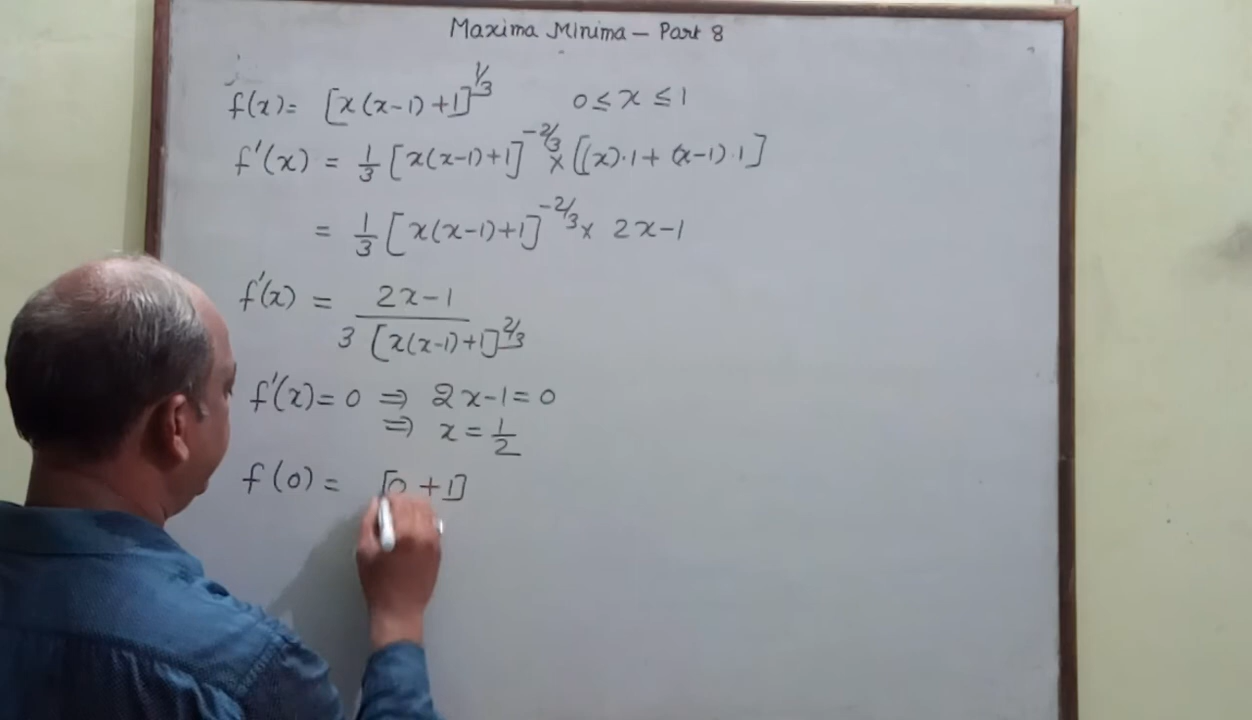 Maxima Minima - Part 8
f(x) = [x(x-1)+1]^1/3 0 ≤ x ≤ 1
f'(x) = 1/3 [x(x-1)+1]^-2/3 × [(x)·1 + (x-1)·1]
= 1/3 [x(x-1)+1]^-2/3 × 2x-1
f'(x) = 2x-1 / 3 [x(x-1)+1]^2/3
f'(x) = 0 ⇒ 2x-1 = 0
⇒ x = 1/2
f(0) = [0+1]